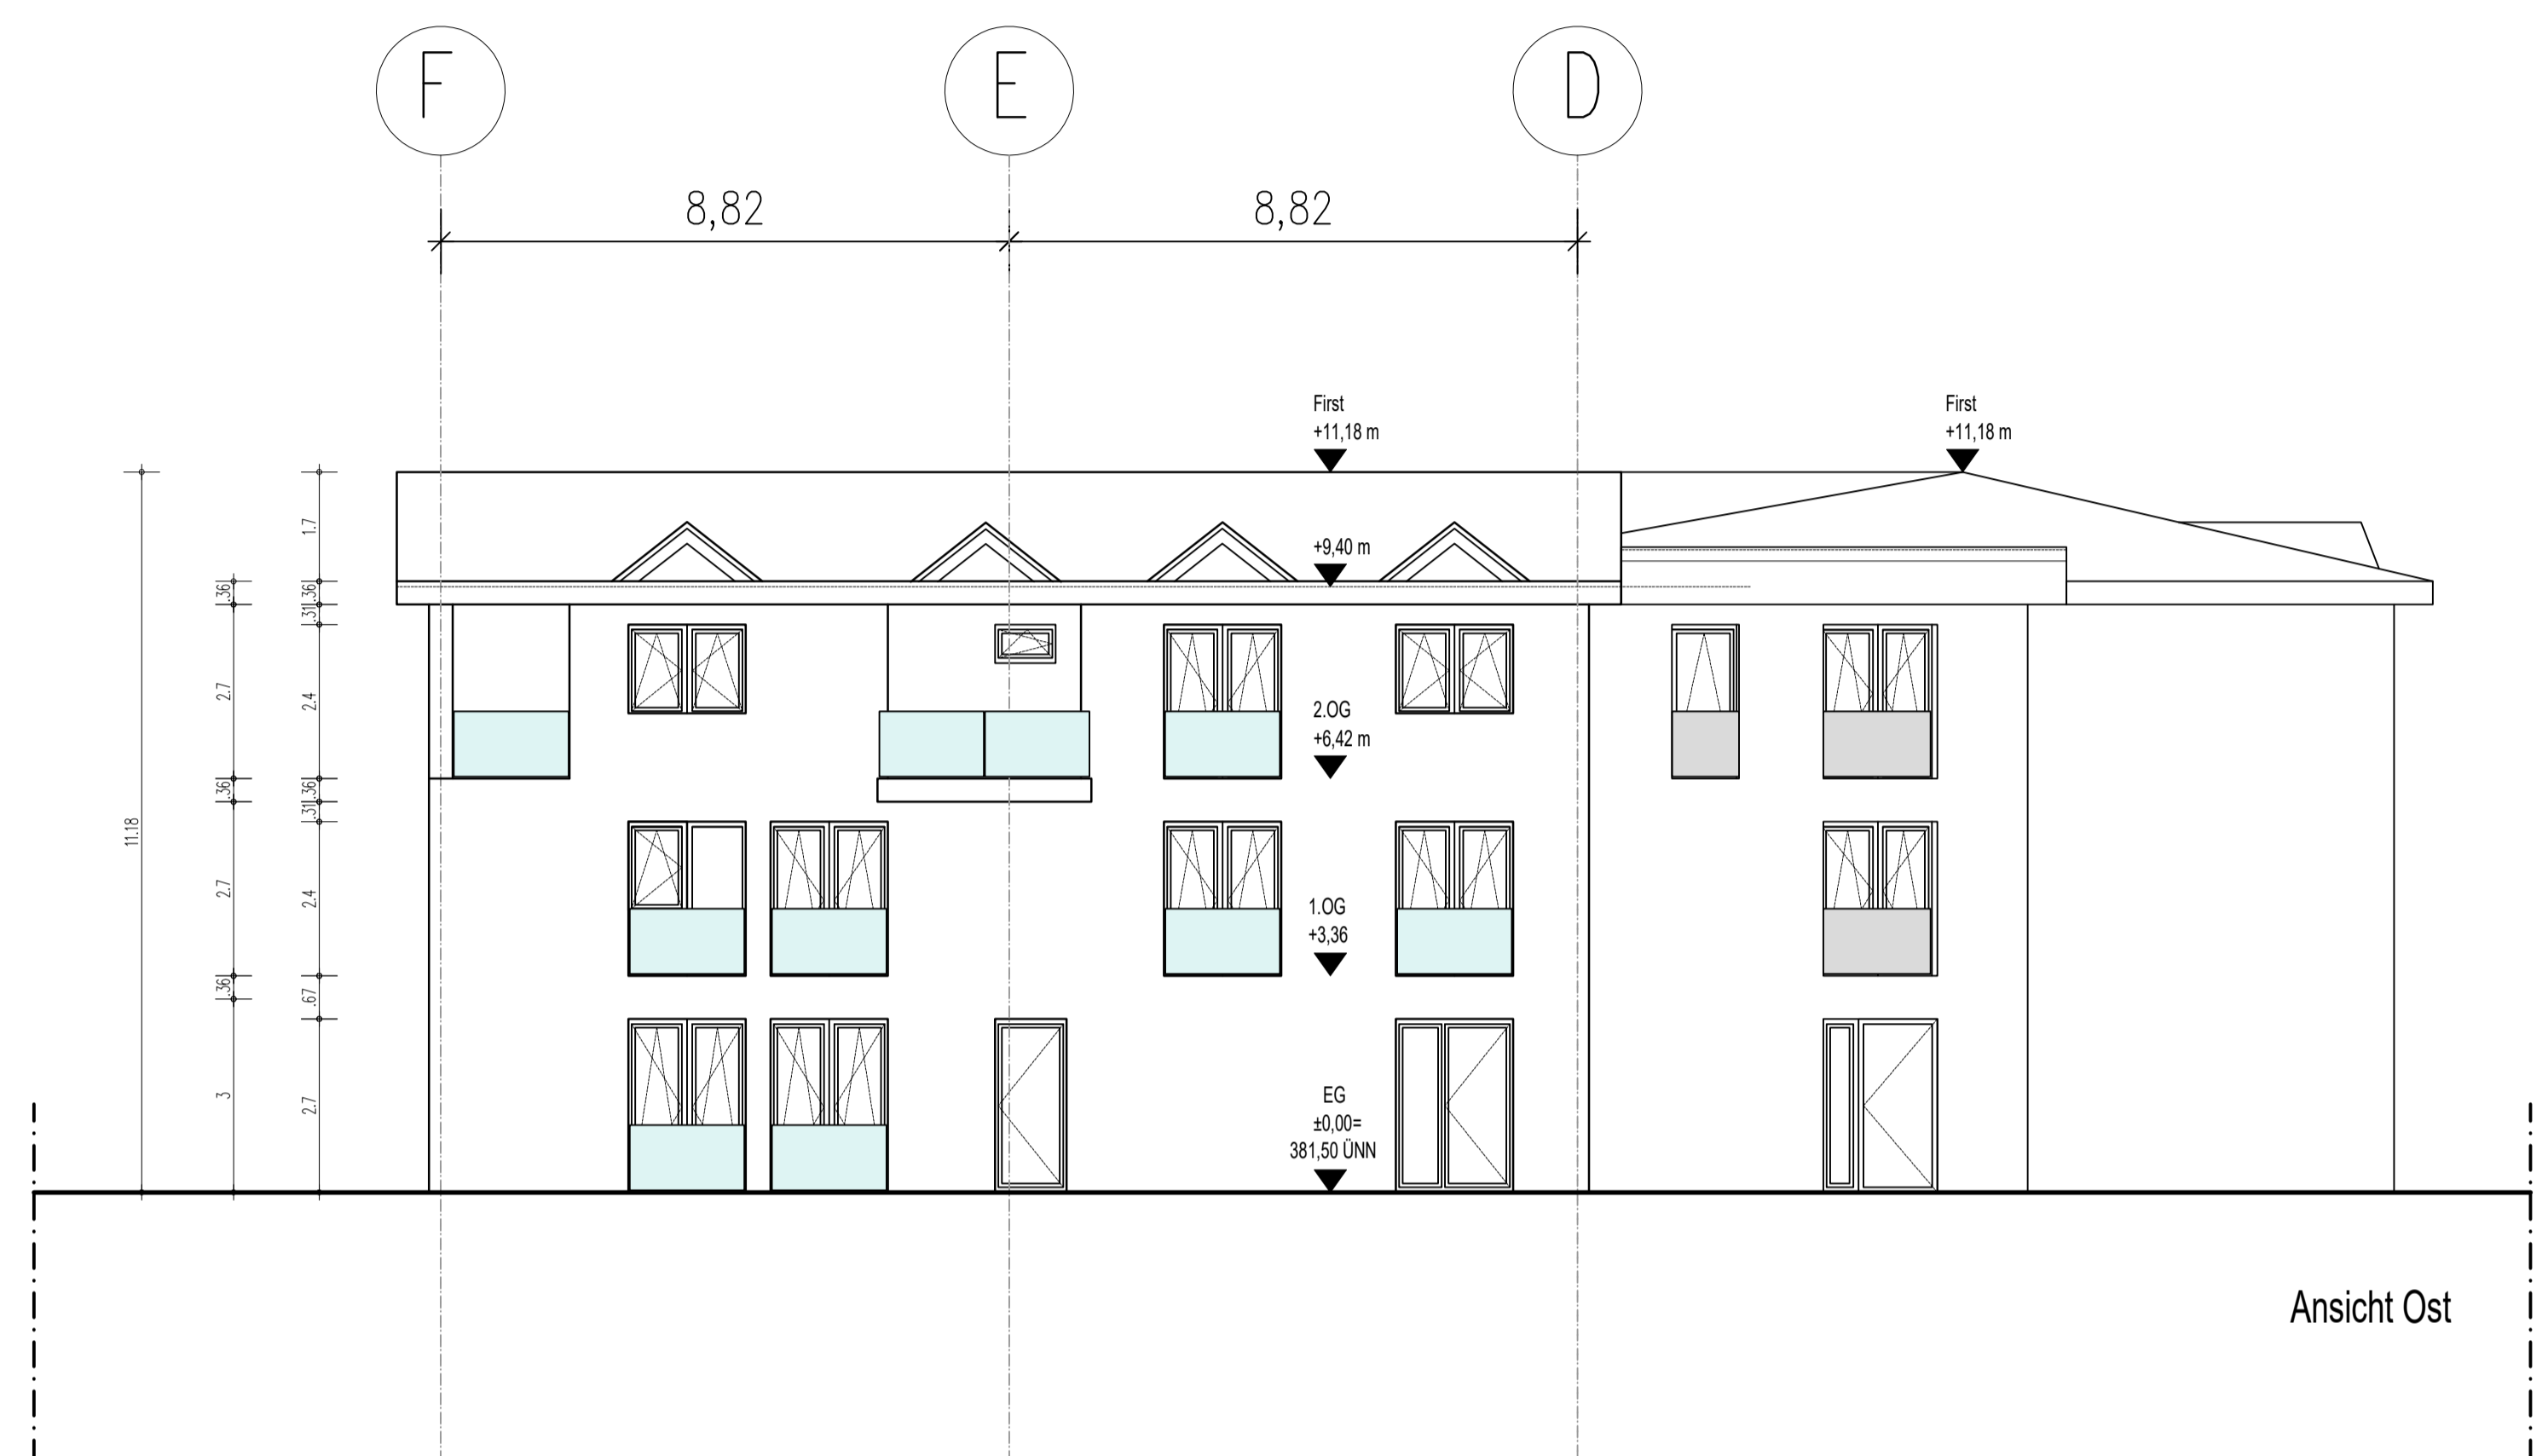 F
E
D
8,82
8,82
First
+11,18 m
First
+11,18 m
+9,40 m
2.OG
+6,42 m
1.OG
+3,36
EG
±0,00=
381,50 ÜNN
11.18
.36
2.7
.36
2.7
.36
3
1.7
.36
.31
2.4
.36
.31
2.4
.67
2.7
Ansicht Ost